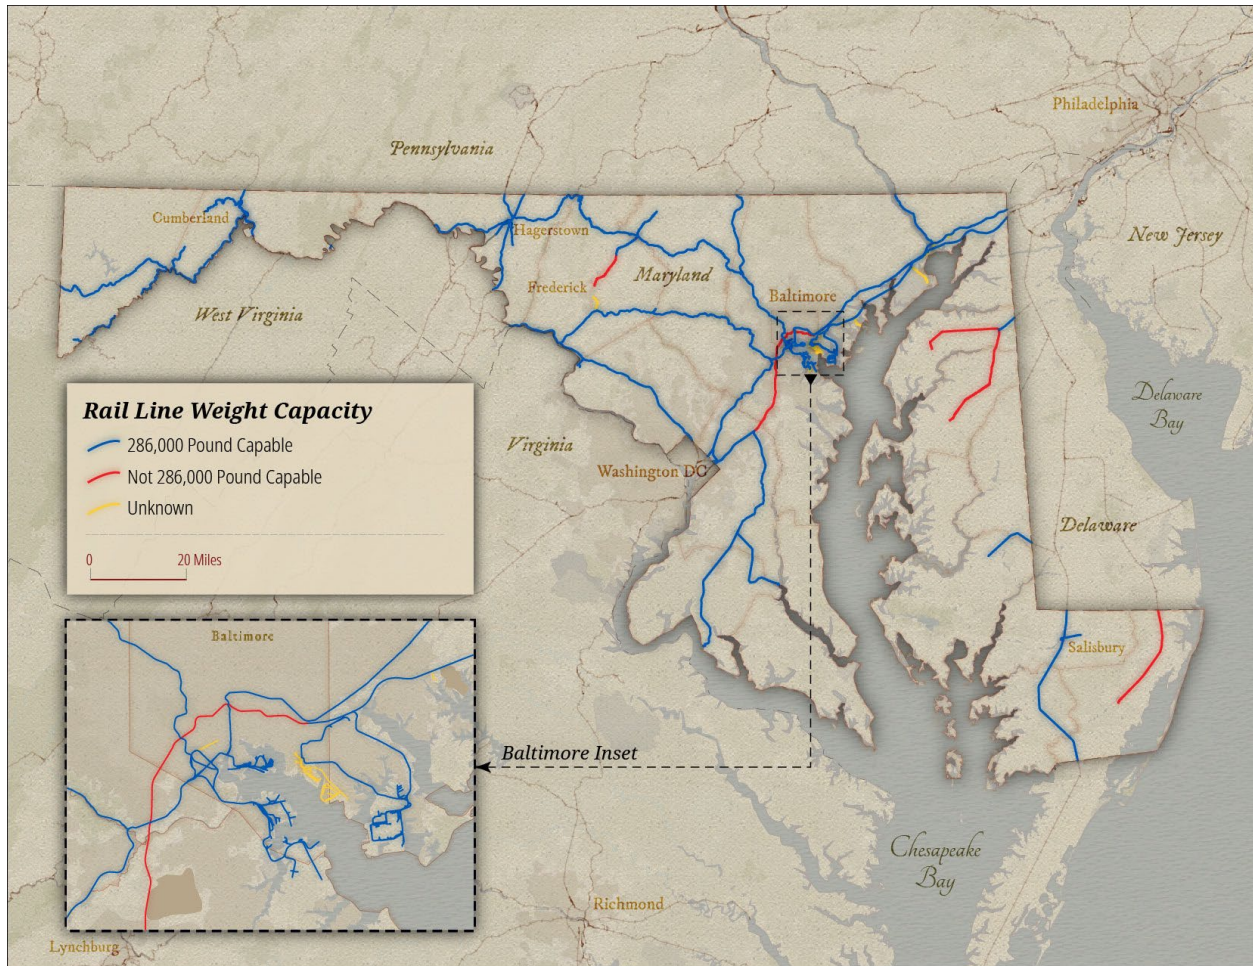 Philadelphia
Pennsylvania
Cumberland
Hagerstown
New Jersey
Maryland
Frederick
Baltimore
West Virginia
Delaware
Bay
Rail Line Weight Capacity
286,000 Pound Capable
Not 286,000 Pound Capable
Unknown
0 20 Miles
Virginia
Washington DC
Delaware
Salisbury
Baltimore
Baltimore Inset
Chesapeake
Bay
Richmond
Lynchburg